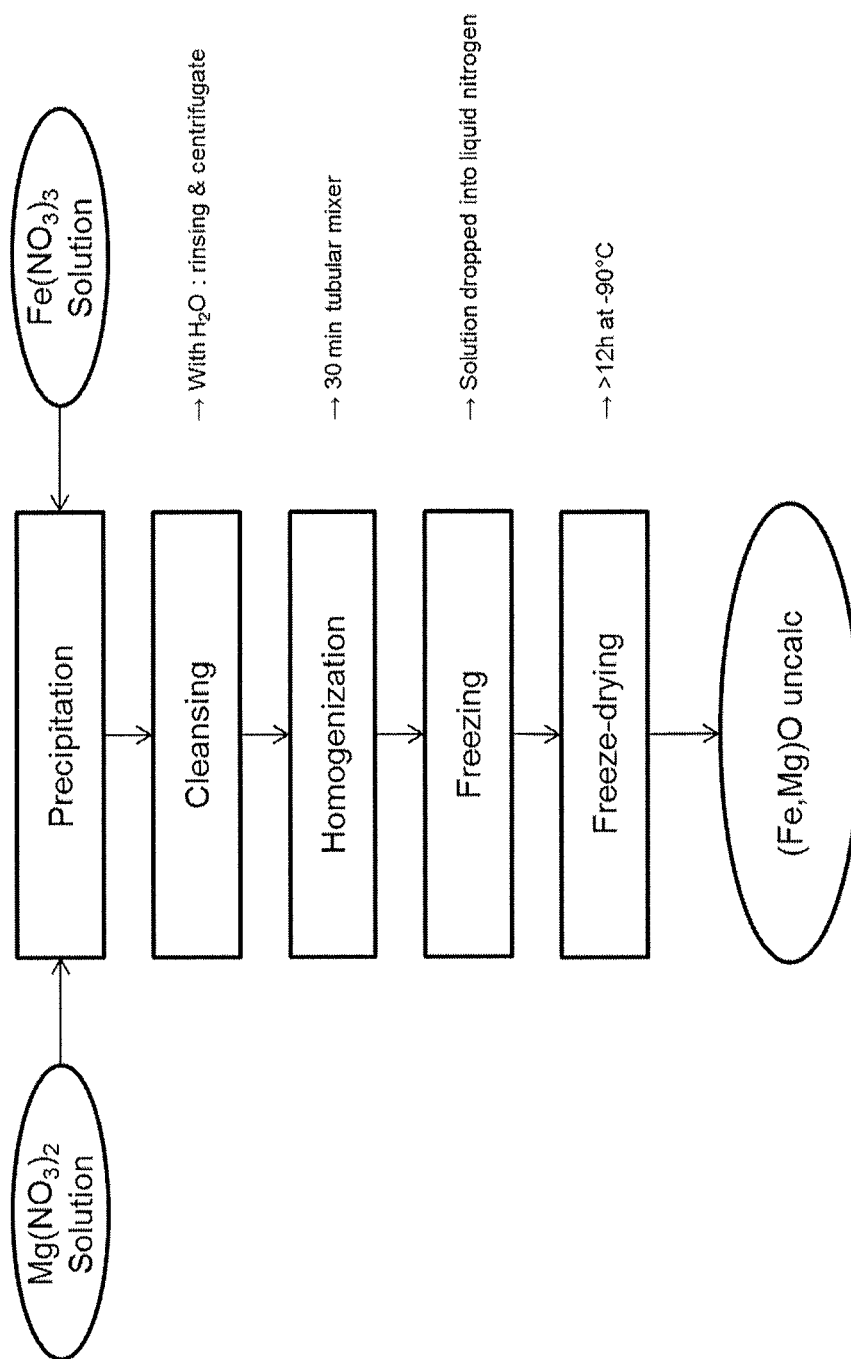 Mg(NO₃)₂
Solution
Fe(NO₃)₃
Solution
Precipitation
Cleansing
→ With H₂O : rinsing & centrifugate
Homogenization
→ 30 min tubular mixer
Freezing
→ Solution dropped into liquid nitrogen
Freeze-drying
→ >12h at -90°C
(Fe,Mg)O uncalc